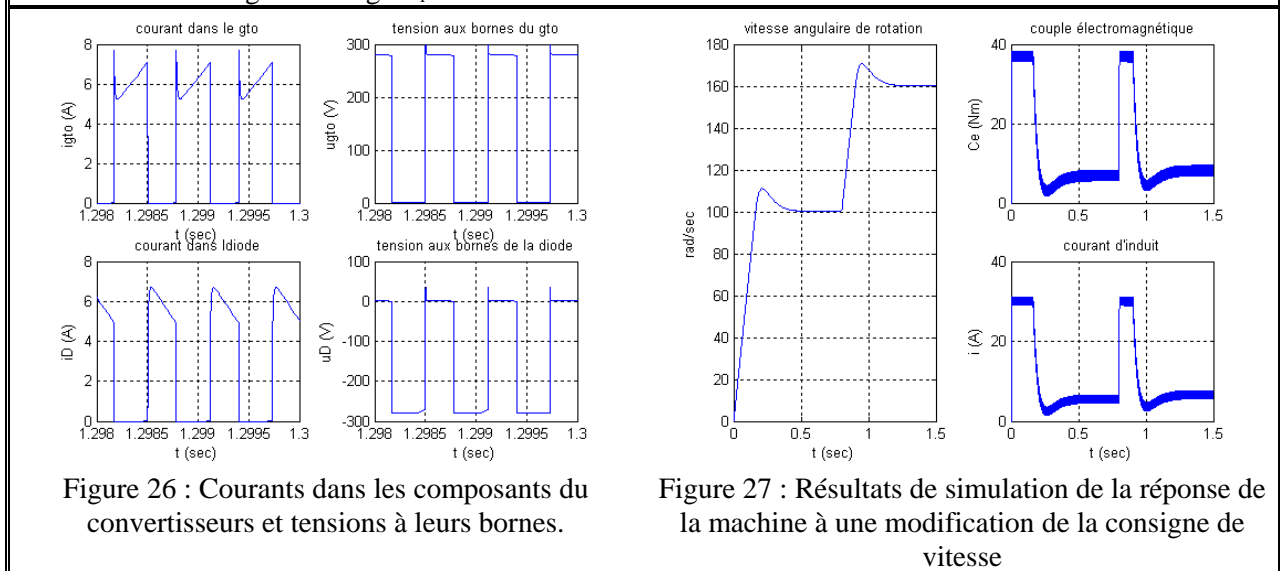 courant dans le gto
8
6
4
2
0
igto (A)
1.298 1.2985 1.299 1.2995 1.3
t (sec)
tension aux bornes du gto
300
200
100
0
ugto (V)
1.298 1.2985 1.299 1.2995 1.3
t (sec)
courant dans ldiode
8
6
4
2
0
iD (A)
1.298 1.2985 1.299 1.2995 1.3
t (sec)
tension aux bornes de la diode
100
0
-100
-200
-300
uD (V)
1.298 1.2985 1.299 1.2995 1.3
t (sec)
Figure 26 : Courants dans les composants du
convertisseurs et tensions à leurs bornes.
vitesse angulaire de rotation
180
160
140
120
100
80
60
40
20
0
rad/sec
0 0.5 1 1.5
t (sec)
couple électromagnétique
40
20
0
Ce (Nm)
0 0.5 1 1.5
courant d'induit
40
20
0
i (A)
0 0.5 1 1.5
t (sec)
Figure 27 : Résultats de simulation de la réponse de
la machine à une modification de la consigne de
vitesse